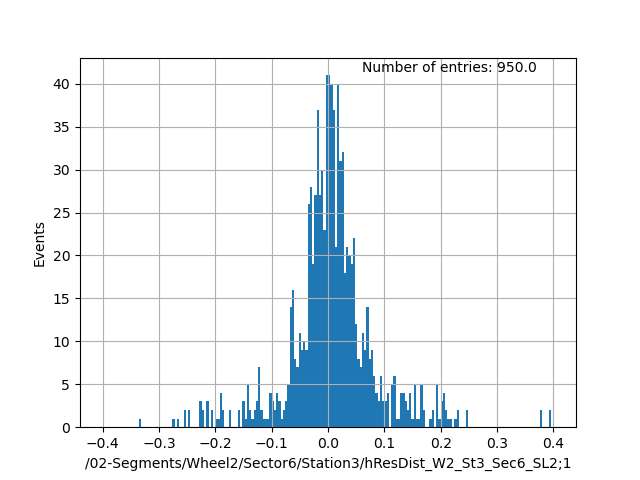 Number of entries: 950.0
Events
40
35
30
25
20
15
10
5
0
−0.4 −0.3 −0.2 −0.1 0.0 0.1 0.2 0.3 0.4
/02-Segments/Wheel2/Sector6/Station3/hResDist_W2_St3_Sec6_SL2;1